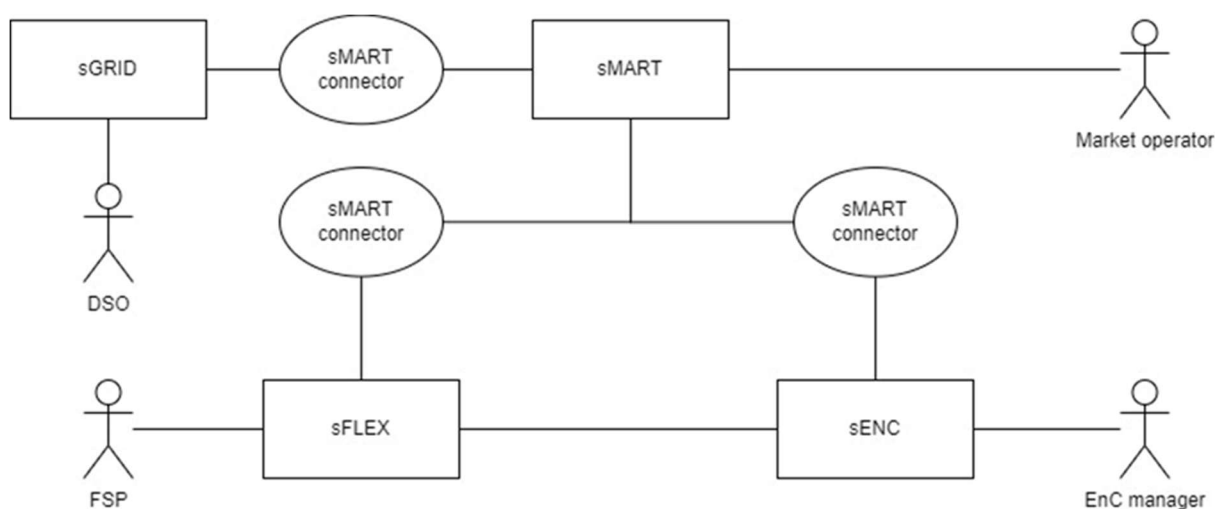 sGRID
sMART
connector
sMART
Market operator
sMART
connector
sMART
connector
DSO
sFLEX
sENC
FSP
EnC manager